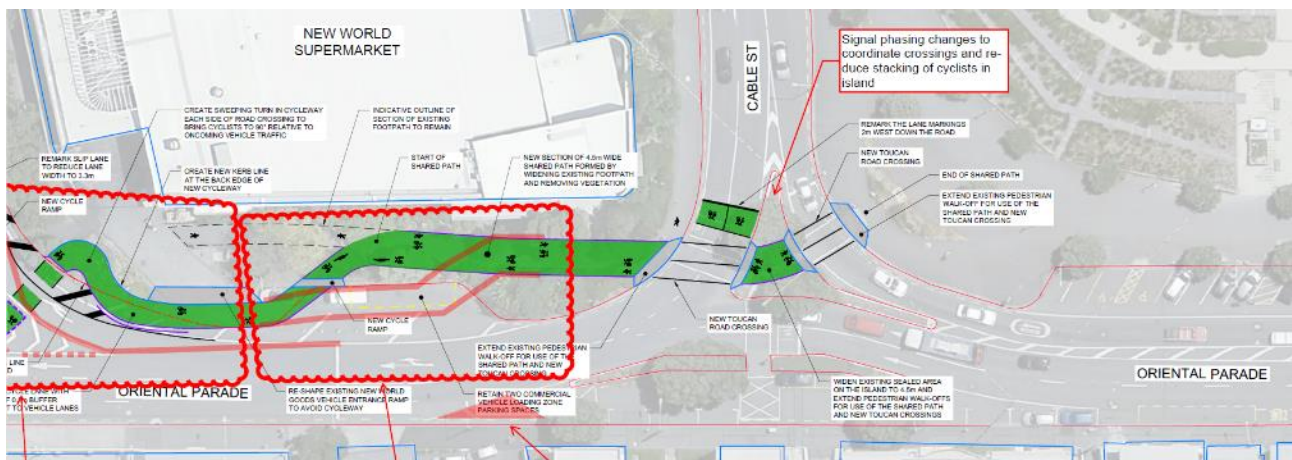 NEW WORLD
SUPERMARKET
Signal phasing changes to
coordinate crossings and re-
duce stacking of cyclists in
island
CABLE ST
CREATE SWEEPING TURN IN CYCLEWAY
EACH SIDE OF ROAD CROSSING TO
BRING CYCLISTS TO 90° RELATIVE TO
ONCOMING VEHICLE TRAFFIC
INDICATIVE OUTLINE OF
SECTION OF EXISTING
FOOTPATH TO REMAIN
REMARK THE LANE MARKINGS
2m WEST DOWN THE ROAD
REMARK SLIP LANE
TO REDUCE LANE
WIDTH TO 3.3m
CREATE NEW KERB LINE
AT THE BACK EDGE OF
NEW CYCLEWAY
START OF
SHARED PATH
NEW SECTION OF 4.5m WIDE
SHARED PATH FORMED BY
WIDENING EXISTING FOOTPATH
AND REMOVING VEGETATION
NEW TOUCAN
ROAD CROSSING
END OF SHARED PATH
EXTEND EXISTING PEDESTRIAN
WALK-OFF FOR USE OF THE
SHARED PATH AND NEW
TOUCAN CROSSING
NEW CYCLE
RAMP
NEW CYCLE
RAMP
NEW TOUCAN
ROAD CROSSING
EXTEND EXISTING PEDESTRIAN
WALK-OFF FOR USE OF THE
SHARED PATH AND NEW
TOUCAN CROSSING
LINE
BUFFER
T TO VEHICLE LANES
ORIENTAL PARADE
RE-SHAPE EXISTING NEW WORLD
GOODS VEHICLE ENTRANCE RAMP
TO AVOID CYCLEWAY
RETAIN TWO COMMERCIAL
VEHICLE LOADING ZONE
PARKING SPACES
WIDEN EXISTING SEALED AREA
ON THE ISLAND TO 4.5m AND
EXTEND PEDESTRIAN WALK-OFFS
FOR USE OF THE SHARED PATH
AND NEW TOUCAN CROSSINGS
ORIENTAL PARADE